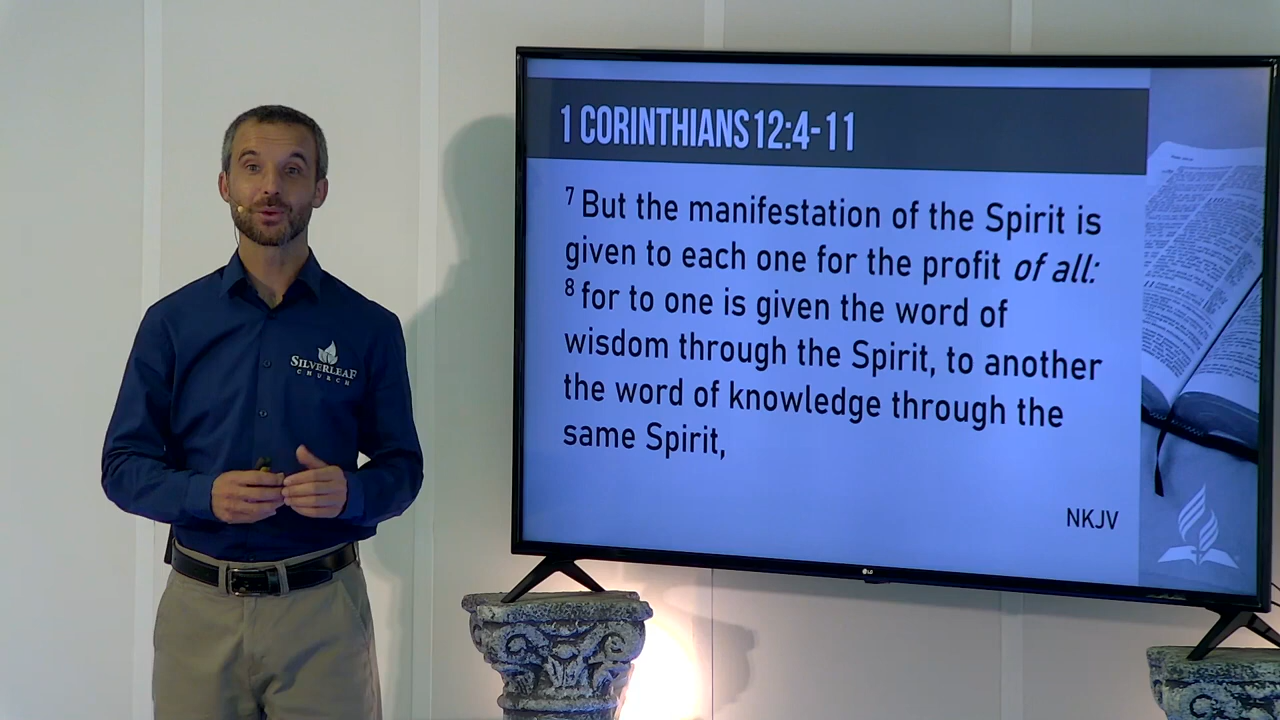 SILVERLEAF
CHURCH
1 CORINTHIANS 12:4-11
7 But the manifestation of the Spirit is
given to each one for the profit of all:
8 for to one is given the word of
wisdom through the Spirit, to another
the word of knowledge through the
same Spirit,
NKJV
LG